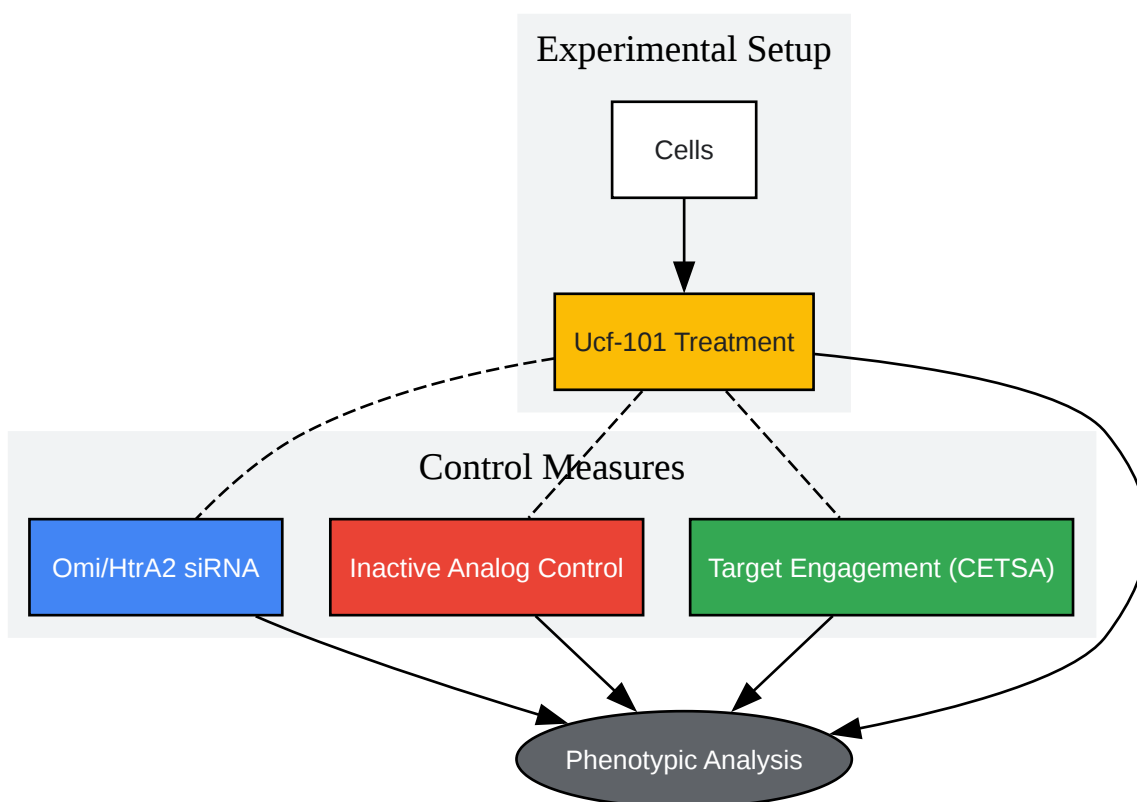 Experimental Setup
Cells
Ucf-101 Treatment
Control Measures
Omi/HtrA2 siRNA
Inactive Analog Control
Target Engagement (CETSA)
Phenotypic Analysis